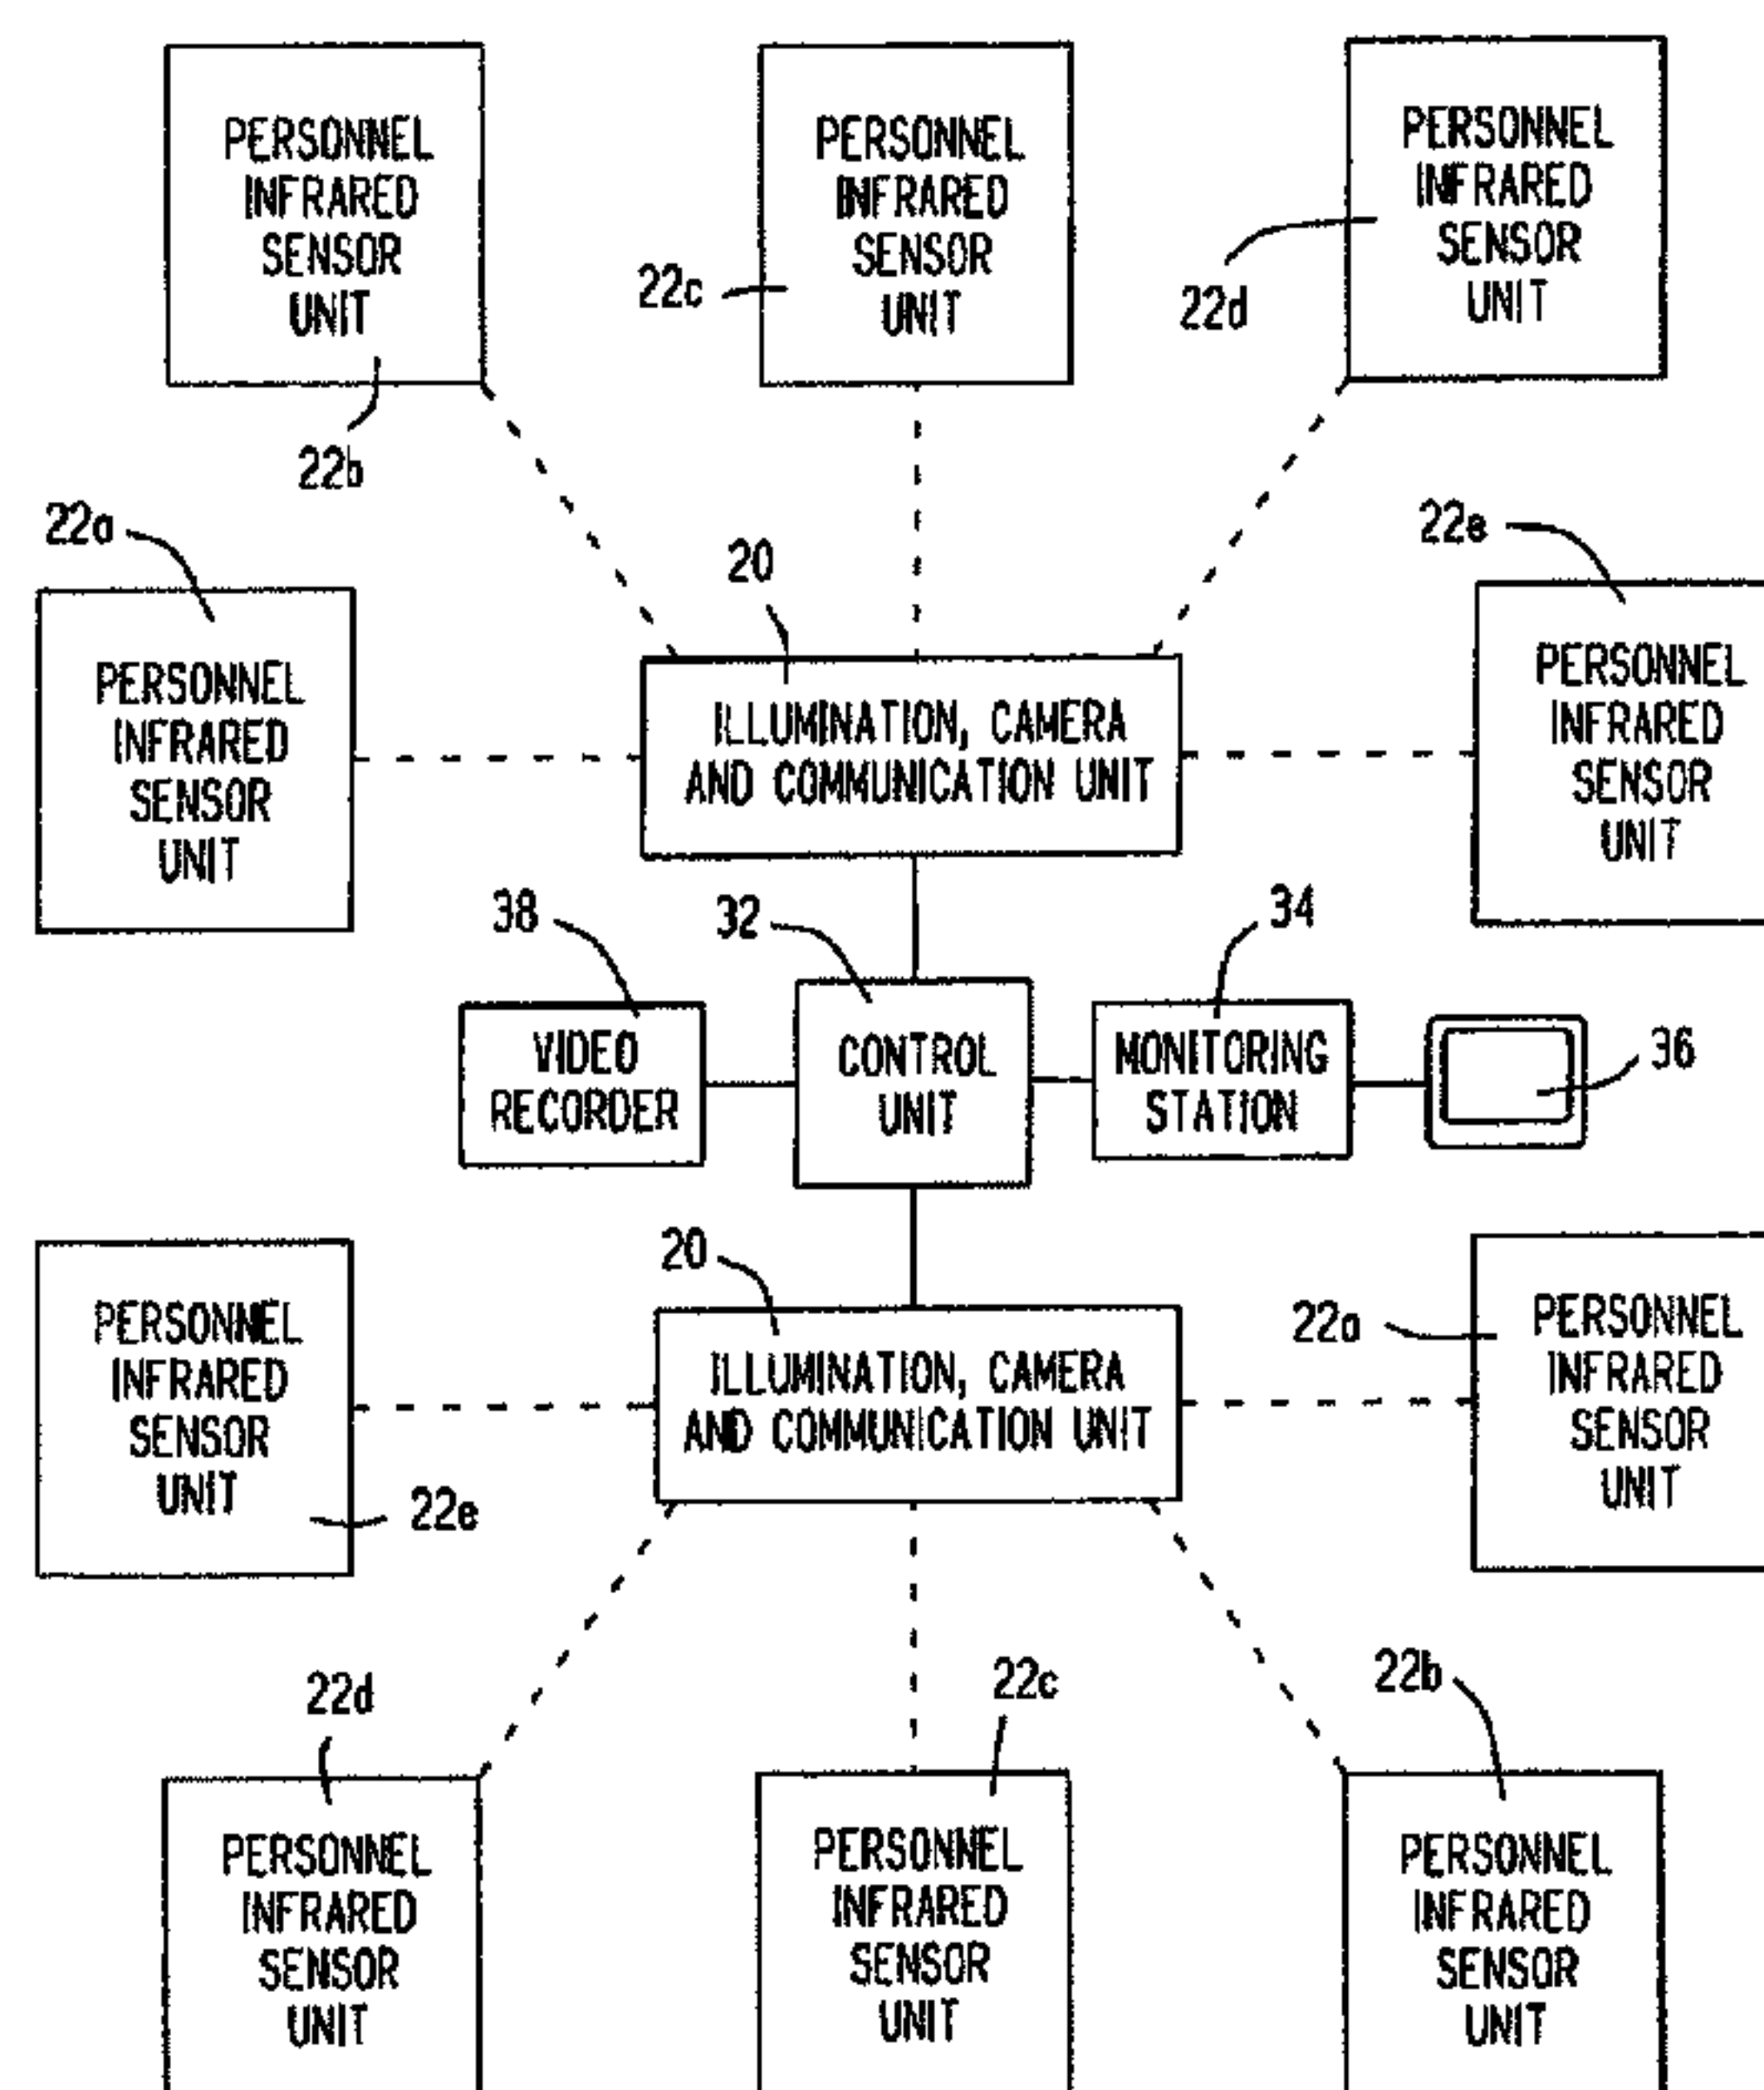 PERSONNEL
INFRARED
SENSOR
UNIT
22b
PERSONNEL
INFRARED
SENSOR
UNIT
22c
PERSONNEL
INFRARED
SENSOR
UNIT
22d
22a
PERSONNEL
INFRARED
SENSOR
UNIT
20
ILLUMINATION, CAMERA
AND COMMUNICATION UNIT
22e
PERSONNEL
INFRARED
SENSOR
UNIT
38
VIDEO
RECORDER
32
CONTROL
UNIT
34
MONITORING
STATION
36
PERSONNEL
INFRARED
SENSOR
UNIT
22e
20
ILLUMINATION, CAMERA
AND COMMUNICATION UNIT
22a
PERSONNEL
INFRARED
SENSOR
UNIT
22d
PERSONNEL
INFRARED
SENSOR
UNIT
22c
PERSONNEL
INFRARED
SENSOR
UNIT
22b
PERSONNEL
INFRARED
SENSOR
UNIT